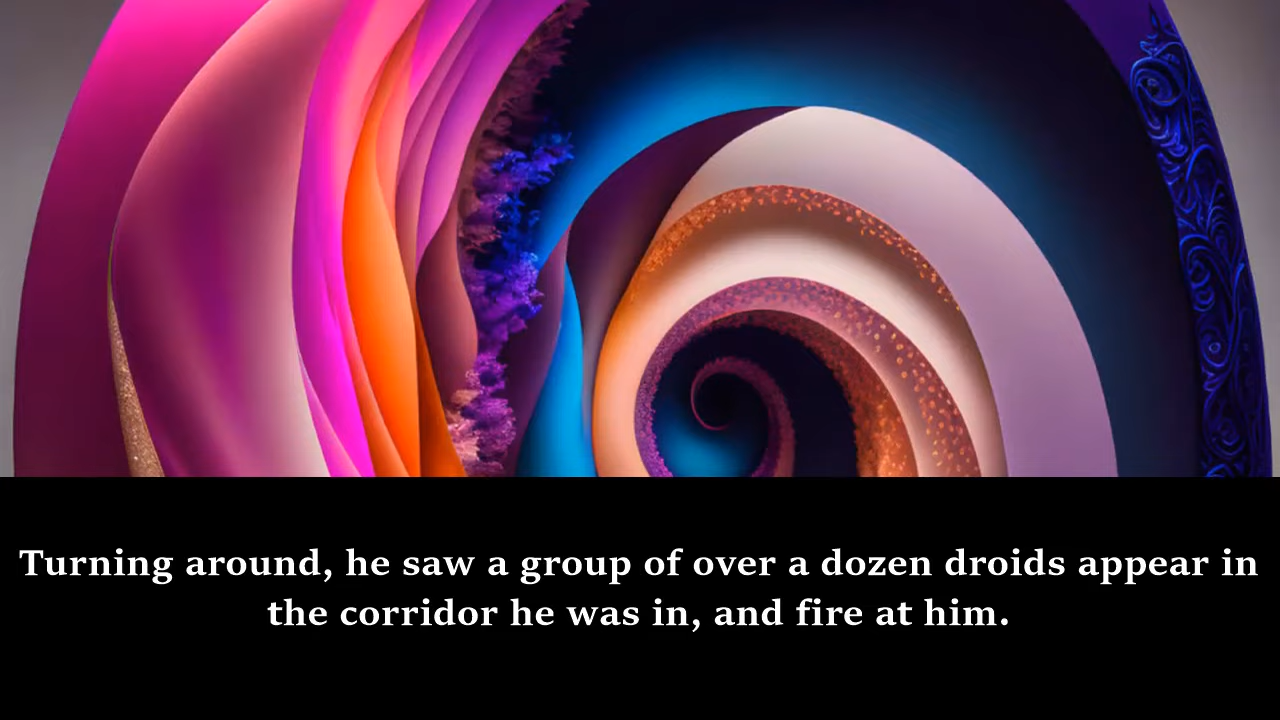 Turning around, he saw a group of over a dozen droids appear in
the corridor he was in, and fire at him.